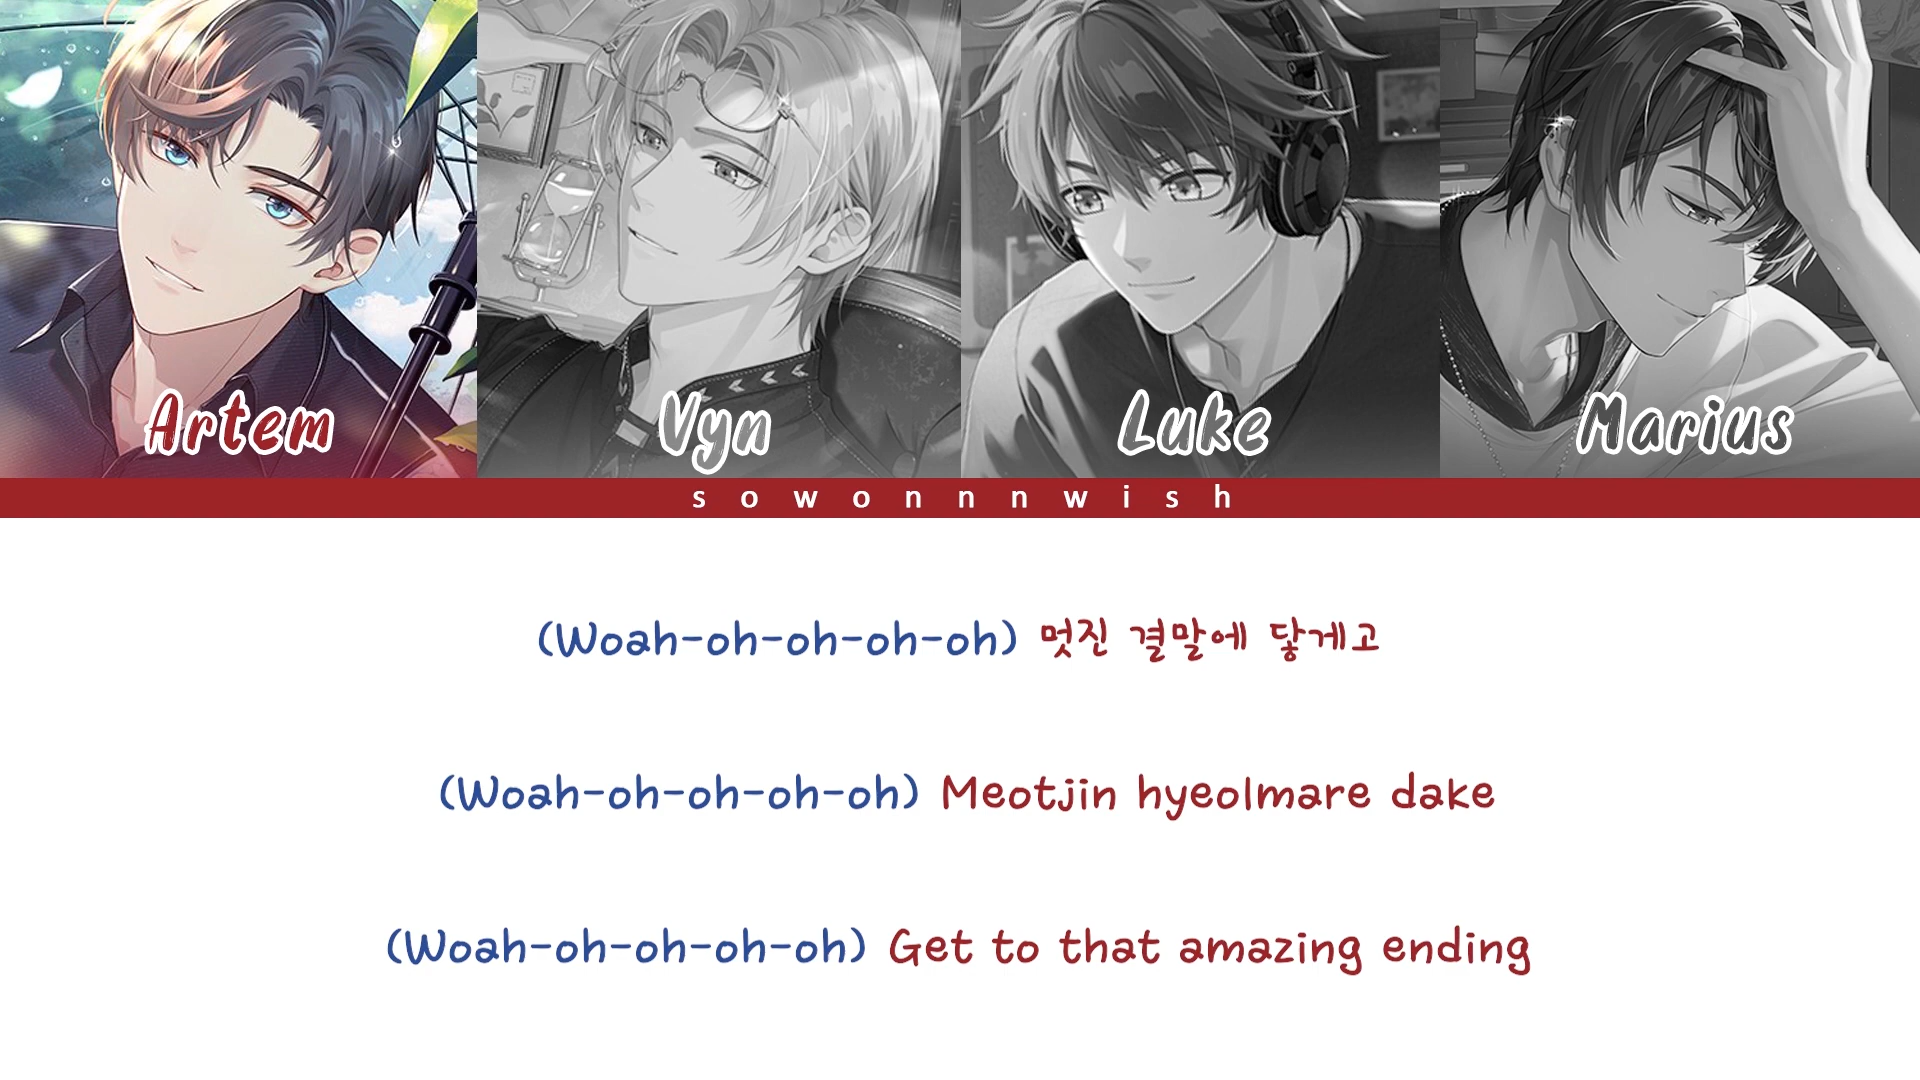 Artem
Vyn
Luke
Marius
sowonnnwish
(Woah-oh-oh-oh-oh) 멋진 결말에 닿게고
(Woah-oh-oh-oh-oh) Meotjin hyeolmare dake
(Woah-oh-oh-oh-oh) Get to that amazing ending